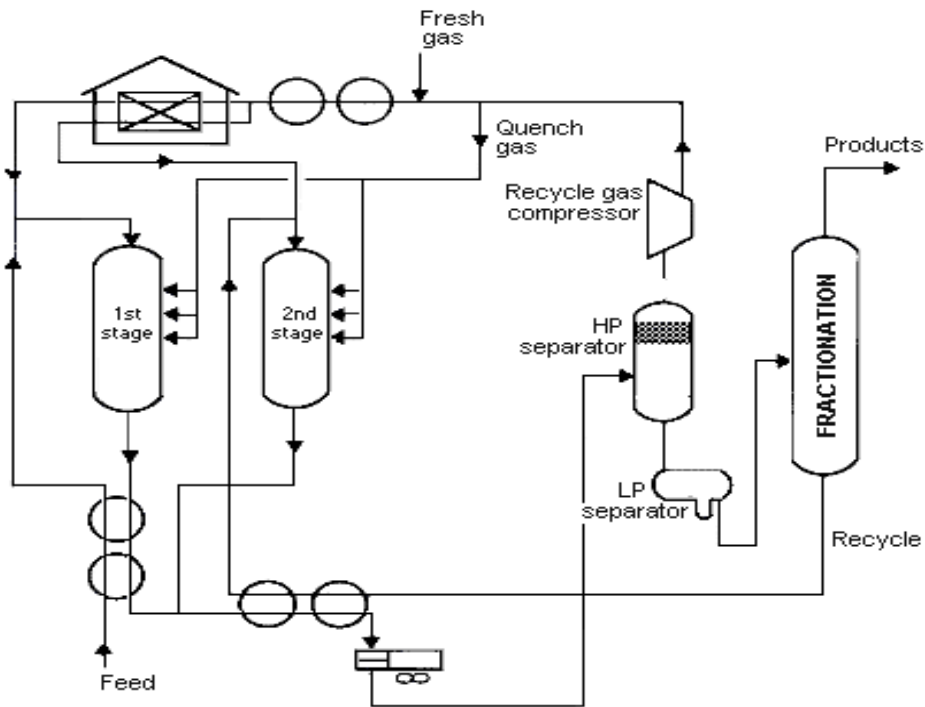 Fresh
gas
Quench
gas
Products
Recycle gas
compressor
1st
stage
2nd
stage
HP
separator
FRACTIONATION
LP
separator
Recycle
Feed